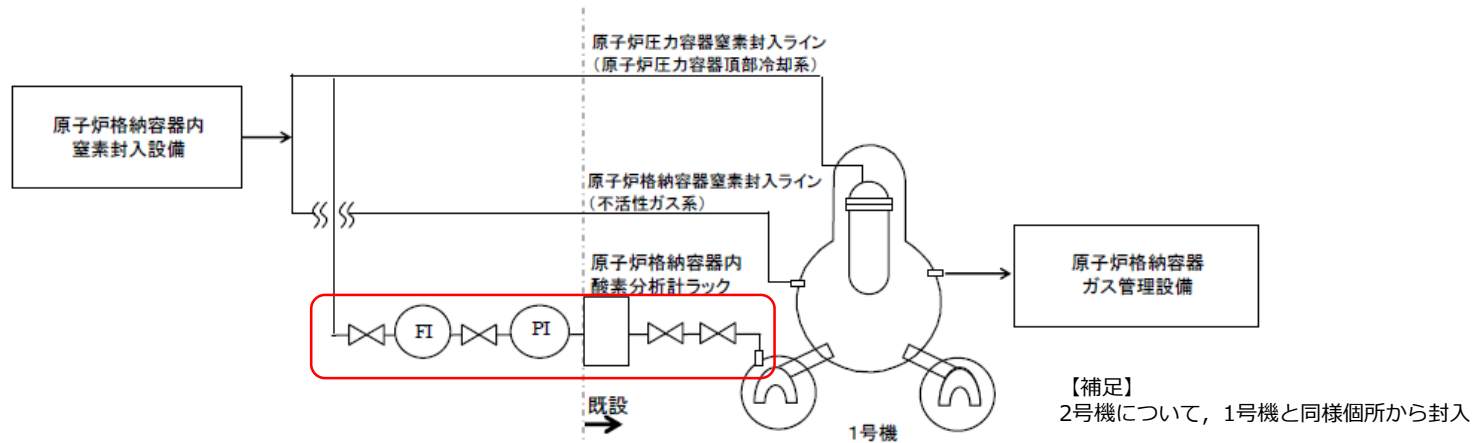 原子炉圧力容器窒素封入ライン
（原子炉圧力容器頂部冷却系）
原子炉格納容器内
窒素封入設備
原子炉格納容器窒素封入ライン
（不活性ガス系）
原子炉格納容器内
酸素分析計ラック
原子炉格納容器
ガス管理設備
FI
PI
既設
1号機
【補足】
2号機について，1号機と同様個所から封入